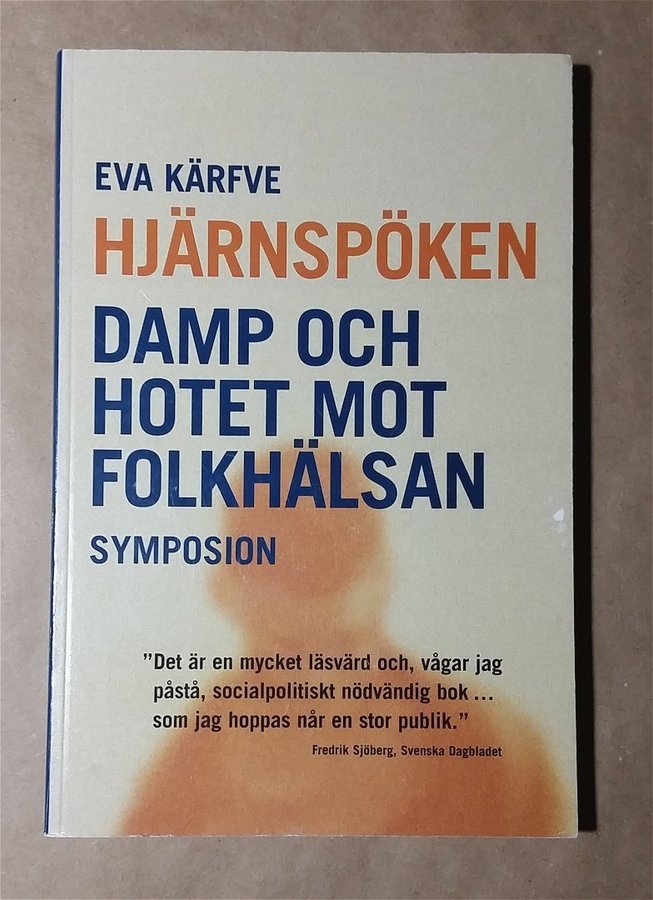 EVA KÄRFVE
HJÄRNSPÖKEN
DAMP OCH
HOTET MOT
FOLKHÄLSAN
SYMPOSION
”Det är en mycket läsvärd och, vågar jag
påstå, socialpolitiskt nödvändig bok ...
som jag hoppas når en stor publik.”
Fredrik Sjöberg, Svenska Dagbladet